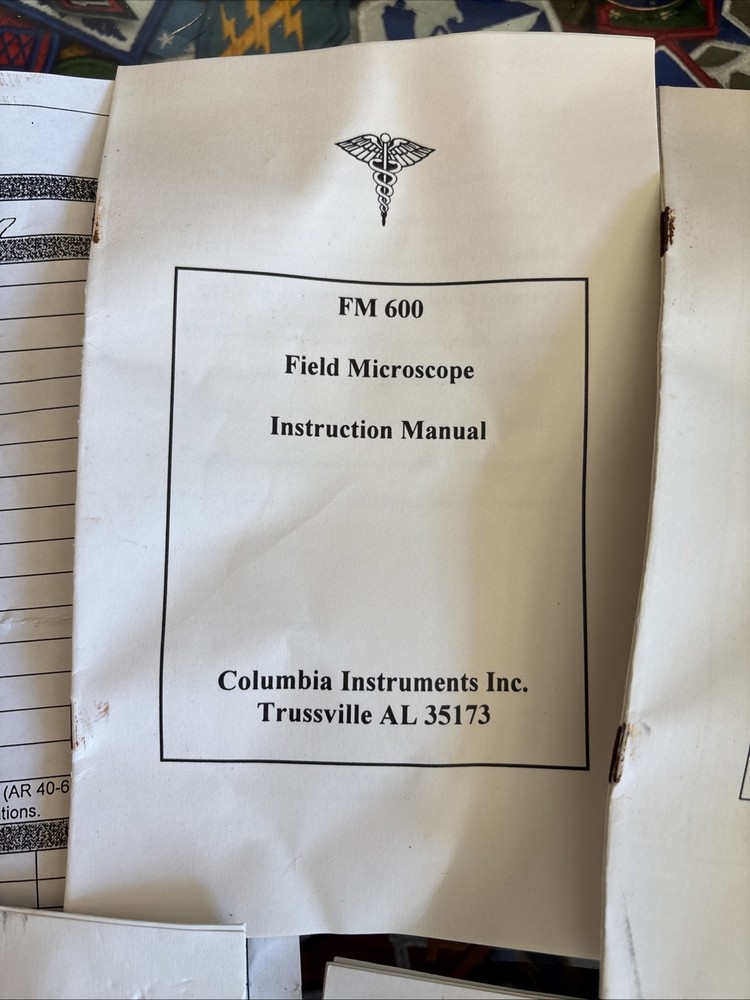 FM 600
Field Microscope
Instruction Manual
Columbia Instruments Inc.
Trussville AL 35173
(AR 40-6
tions.